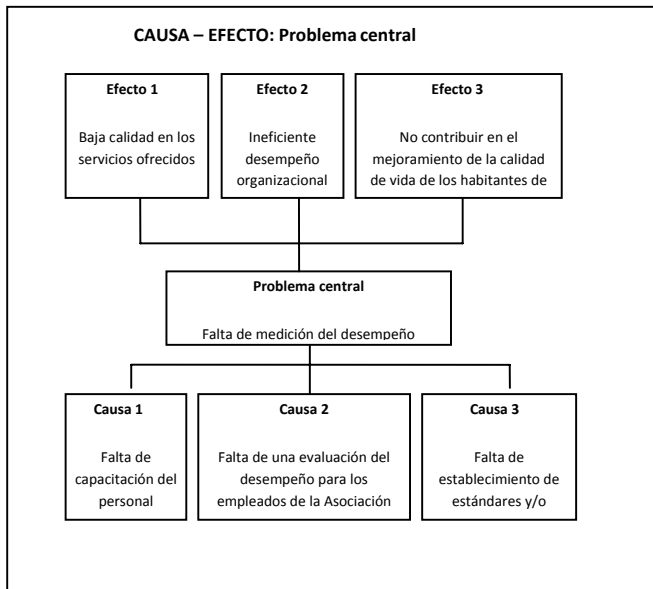 CAUSA – EFECTO: Problema central
Efecto 1
Baja calidad en los
servicios ofrecidos
Efecto 2
Ineficiente
desempeño
organizacional
Efecto 3
No contribuir en el
mejoramiento de la calidad
de vida de los habitantes de
Problema central
Falta de medición del desempeño
Causa 1
Falta de
capacitación del
personal
Causa 2
Falta de una evaluación del
desempeño para los
empleados de la Asociación
Causa 3
Falta de
establecimiento de
estándares y/o